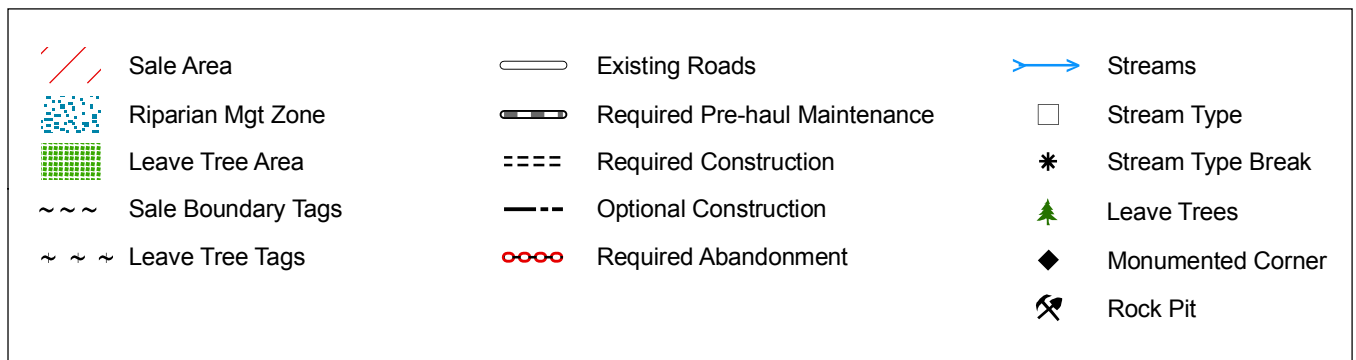 Sale Area
Riparian Mgt Zone
Leave Tree Area
Sale Boundary Tags
Leave Tree Tags
Existing Roads
Required Pre-haul Maintenance
Required Construction
Optional Construction
Required Abandonment
Streams
Stream Type
Stream Type Break
Leave Trees
Monumented Corner
Rock Pit